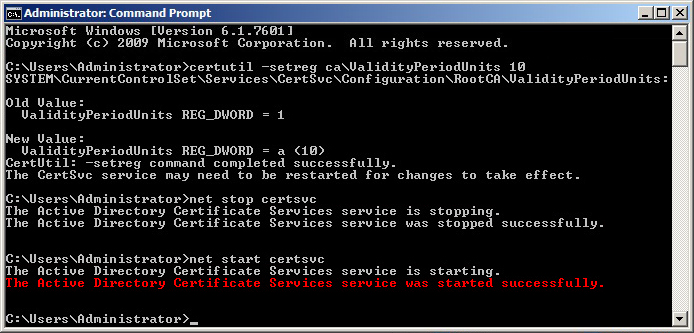 Administrator: Command Prompt
Microsoft Windows [Version 6.1.7601]
Copyright (c) 2009 Microsoft Corporation.  All rights reserved.
C:\Users\Administrator>certutil -setreg ca\ValidityPeriodUnits 10
SYSTEM\CurrentControlSet\Services\CertSvc\Configuration\RootCA\ValidityPeriodUnits:
Old Value:
  ValidityPeriodUnits REG_DWORD = 1
New Value:
  ValidityPeriodUnits REG_DWORD = a (10)
CertUtil: -setreg command completed successfully.
The CertSvc service may need to be restarted for changes to take effect.
C:\Users\Administrator>net stop certsvc
The Active Directory Certificate Services service is stopping.
The Active Directory Certificate Services service was stopped successfully.
C:\Users\Administrator>net start certsvc
The Active Directory Certificate Services service is starting.
The Active Directory Certificate Services service was started successfully.
C:\Users\Administrator>_